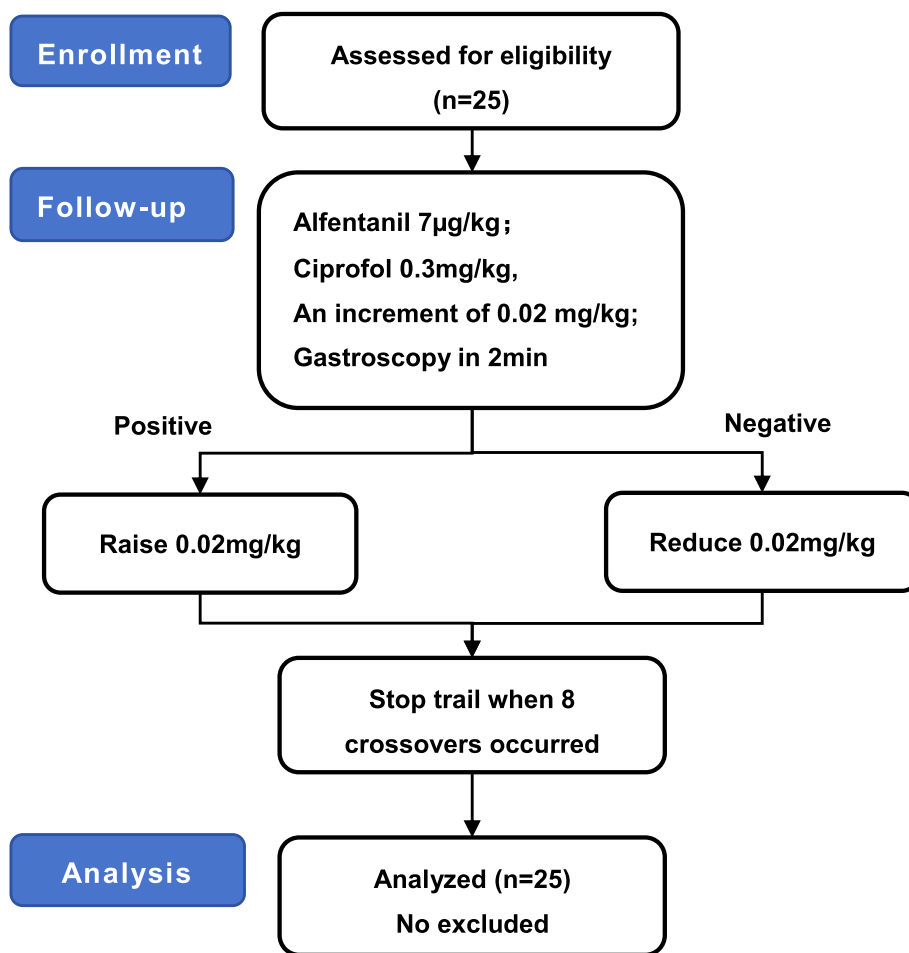 Enrollment
Assessed for eligibility
(n=25)
Follow-up
Alfentanil 7μg/kg；
Ciprofol 0.3mg/kg,
An increment of 0.02 mg/kg;
Gastroscopy in 2min
Positive
Negative
Raise 0.02mg/kg
Reduce 0.02mg/kg
Stop trail when 8
crossovers occurred
Analysis
Analyzed (n=25)
No excluded